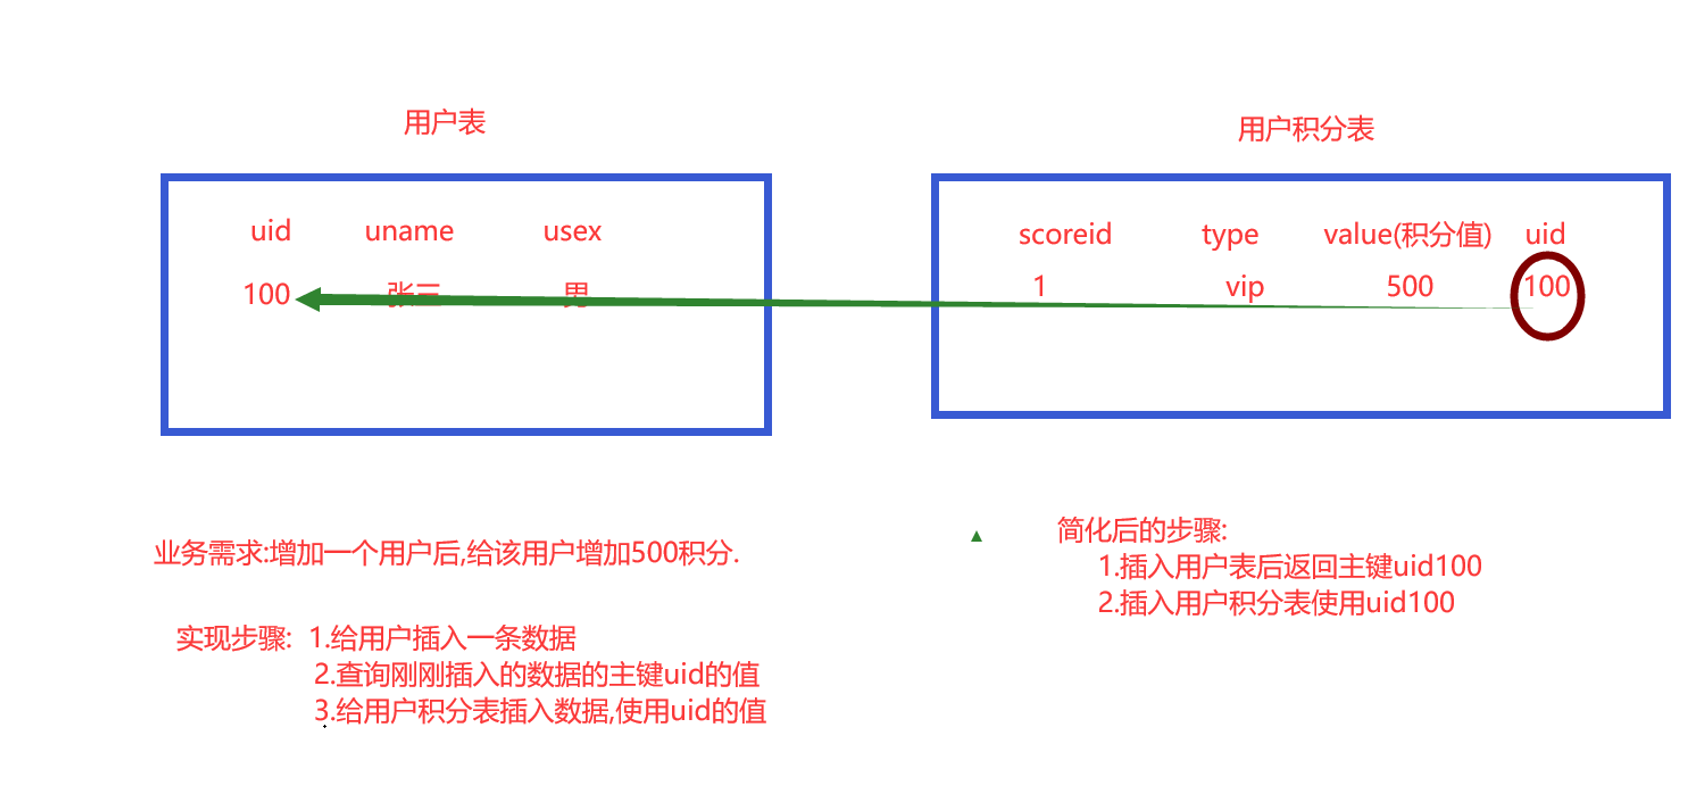 用户表
uid uname usex
100 张三 男
用户积分表
scoreid type value(积分值) uid
1 vip 500 100
业务需求:增加一个用户后,给该用户增加500积分.
实现步骤: 1.给用户插入一条数据
2.查询刚刚插入的数据的主键uid的值
3.给用户积分表插入数据,使用uid的值
简化后的步骤:
1.插入用户表后返回主键uid100
2.插入用户积分表使用uid100